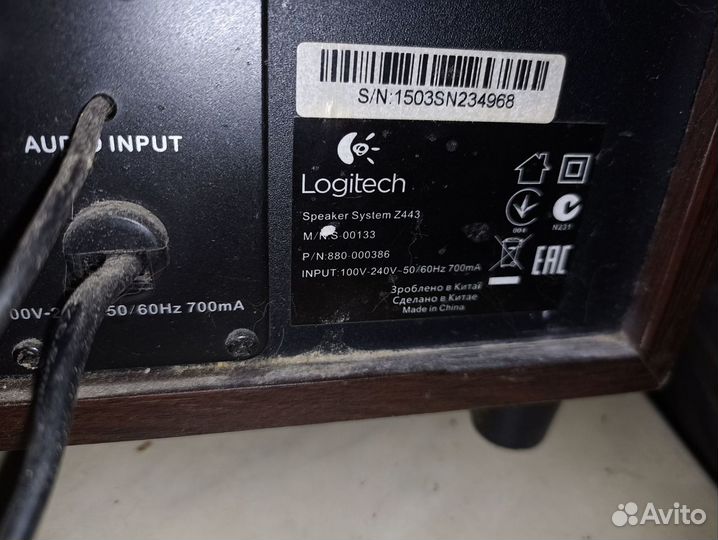 S/N:1503SN234968
AUDIO INPUT
Logitech
Speaker System Z443
M/N:S-00133
P/N:880-000386
INPUT:100V-240V~50/60Hz 700mA
004
N231
EAC
Зроблено в Китаї
Сделано в Китае
Made in China
50/60Hz 700mA
Avito